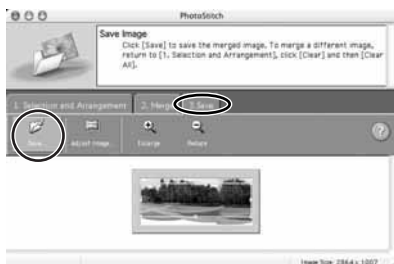 PhotoStitch
Save Image
Click [Save] to save the merged image. To merge a different image,
return to [1. Selection and Arrangement], click [Clear] and then [Clear
All].
1. Selection and Arrangement 2. Merge 3. Save
Save... Adjust Image... Enlarge Reduce
Image Size: 2864 x 1007